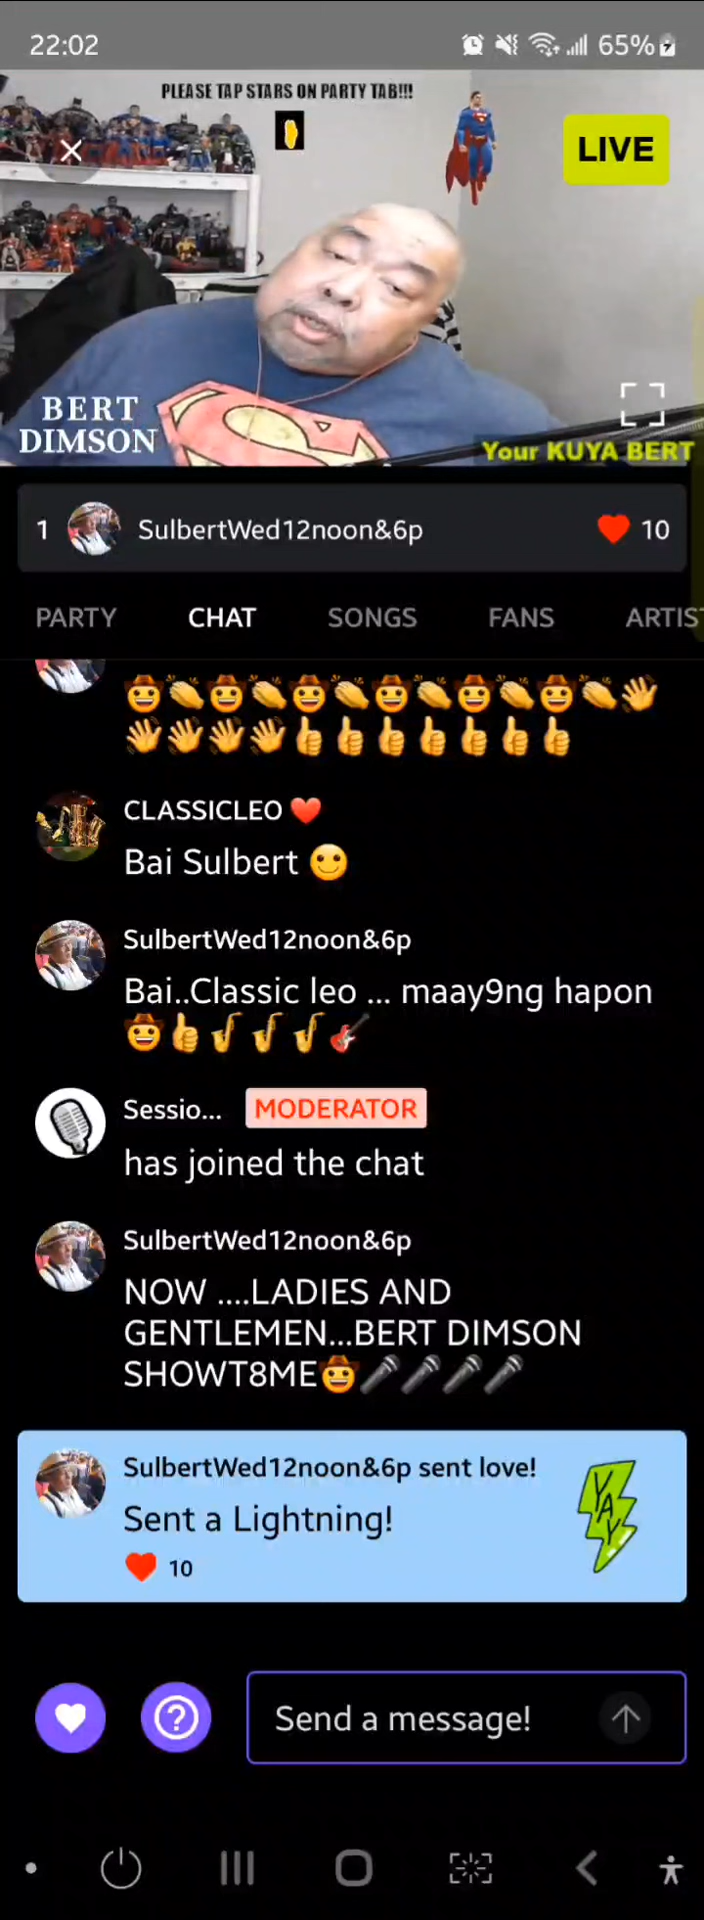 22:02
65%
PLEASE TAP STARS ON PARTY TAB!!!
LIVE
BERT
DIMSON
Your KUYA BERT
1 SulbertWed12noon&6p 10
PARTY CHAT SONGS FANS ARTIS
🤠👏🤠👏🤠👏🤠👏🤠👏🤠👏👋
👋👋👋👋👍👍👍👍👍👍👍
CLASSICLEO ❤️
Bai Sulbert 🙂
SulbertWed12noon&6p
Bai..Classic leo ... maay9ng hapon
🤠👍🎷🎷🎷🎸
Sessio... MODERATOR
has joined the chat
SulbertWed12noon&6p
NOW ....LADIES AND
GENTLEMEN...BERT DIMSON
SHOWT8ME🤠🎤🎤🎤🎤
SulbertWed12noon&6p sent love!
Sent a Lightning!
❤️ 10
YAY
Send a message!